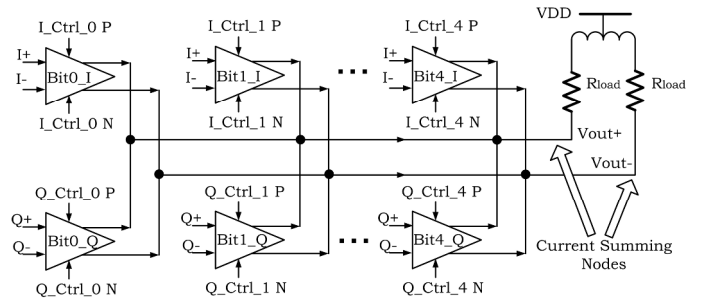 I_Ctrl_0 P
I_Ctrl_1 P
I_Ctrl_4 P
VDD
I+
I-
Bit0_I
I+
I-
Bit1_I
I+
I-
Bit4_I
Rload
Rload
I_Ctrl_0 N
I_Ctrl_1 N
I_Ctrl_4 N
Vout+
Vout-
Q_Ctrl_0 P
Q_Ctrl_1 P
Q_Ctrl_4 P
Q+
Q-
Bit0_Q
Q+
Q-
Bit1_Q
Q+
Q-
Bit4_Q
Current Summing
Nodes
Q_Ctrl_0 N
Q_Ctrl_1 N
Q_Ctrl_4 N